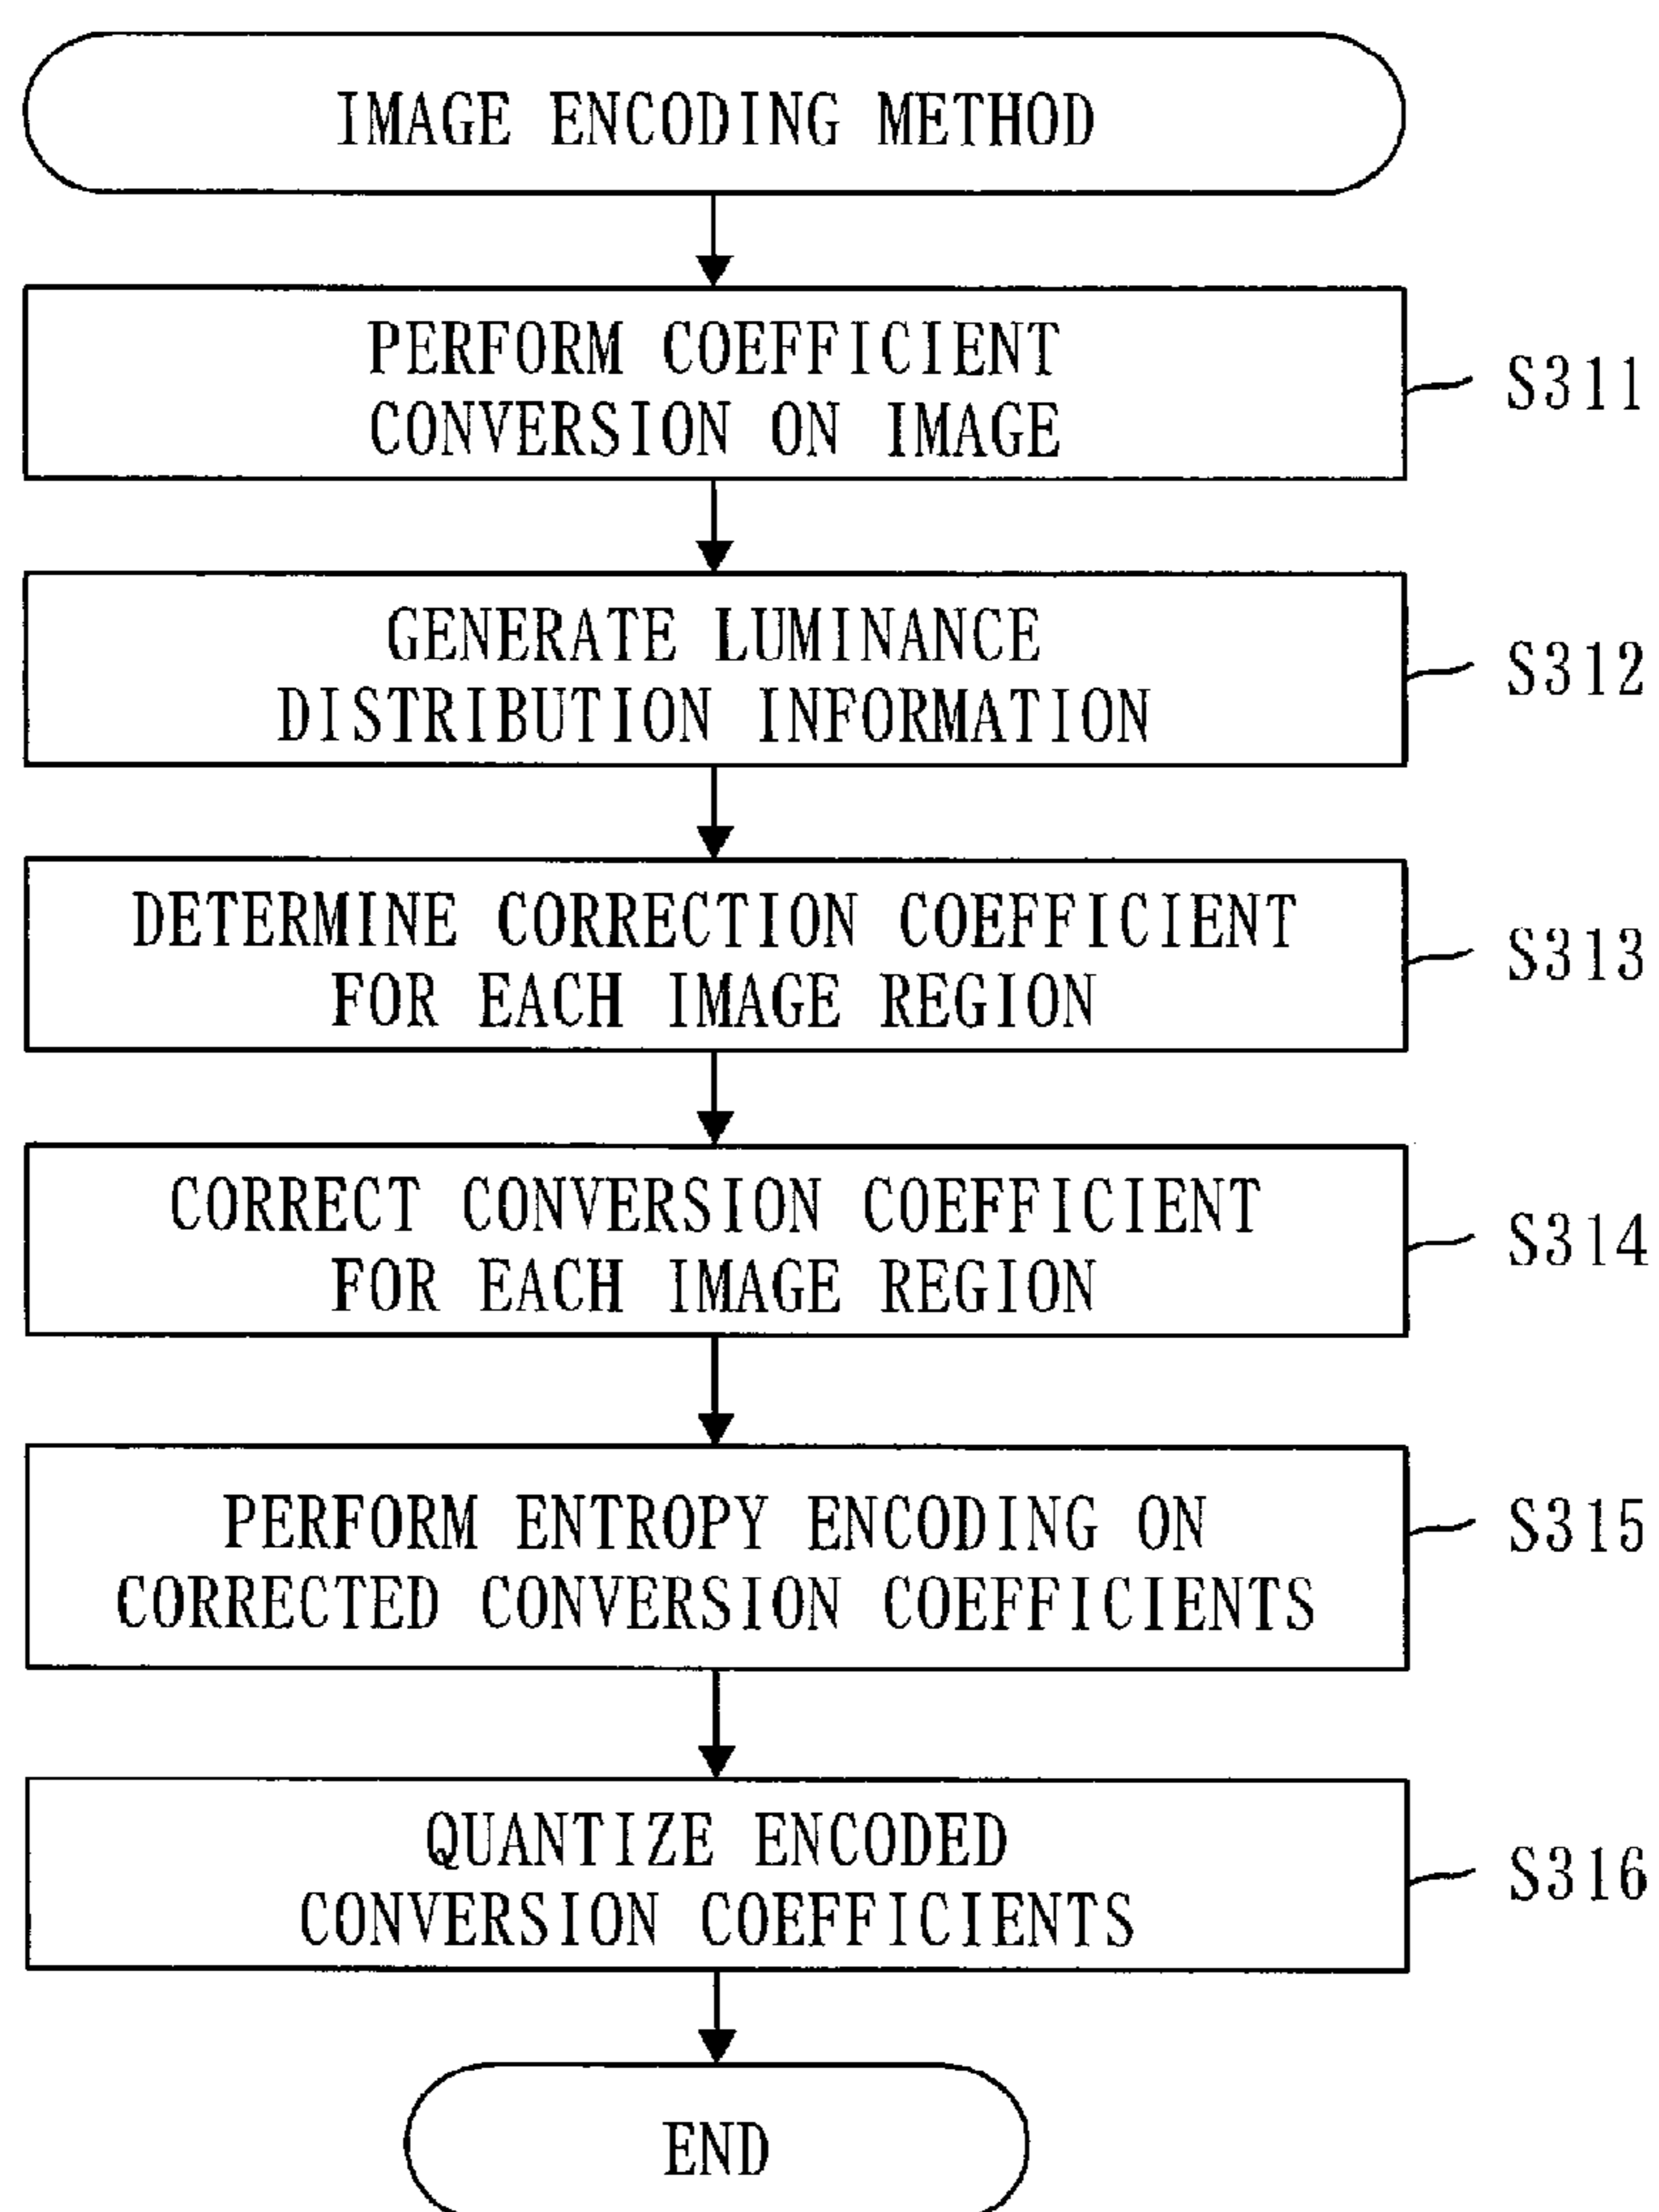 IMAGE ENCODING METHOD
PERFORM COEFFICIENT
CONVERSION ON IMAGE
S311
GENERATE LUMINANCE
DISTRIBUTION INFORMATION
S312
DETERMINE CORRECTION COEFFICIENT
FOR EACH IMAGE REGION
S313
CORRECT CONVERSION COEFFICIENT
FOR EACH IMAGE REGION
S314
PERFORM ENTROPY ENCODING ON
CORRECTED CONVERSION COEFFICIENTS
S315
QUANTIZE ENCODED
CONVERSION COEFFICIENTS
S316
END